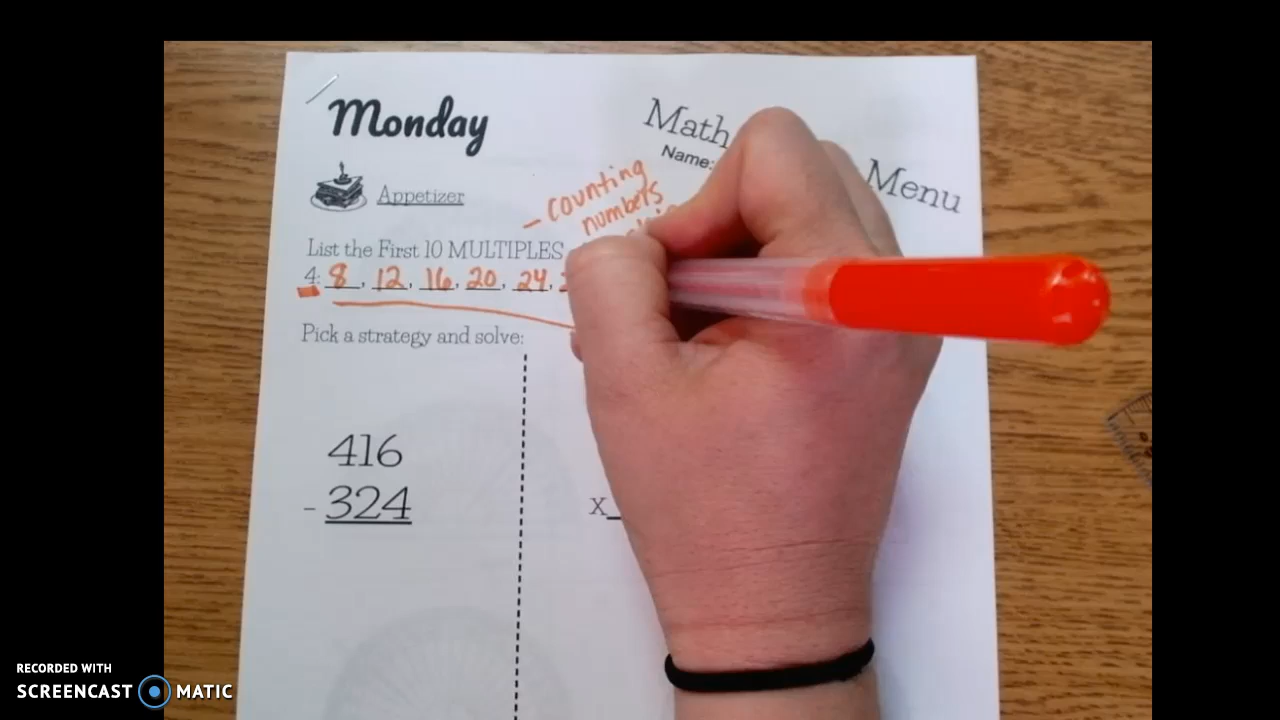 Monday
Math Menu
Name:
Appetizer
- counting
numbers
List the First 10 MULTIPLES
4: 8, 12, 16, 20, 24,
Pick a strategy and solve:
416
- 324
X
RECORDED WITH
SCREENCAST MATIC